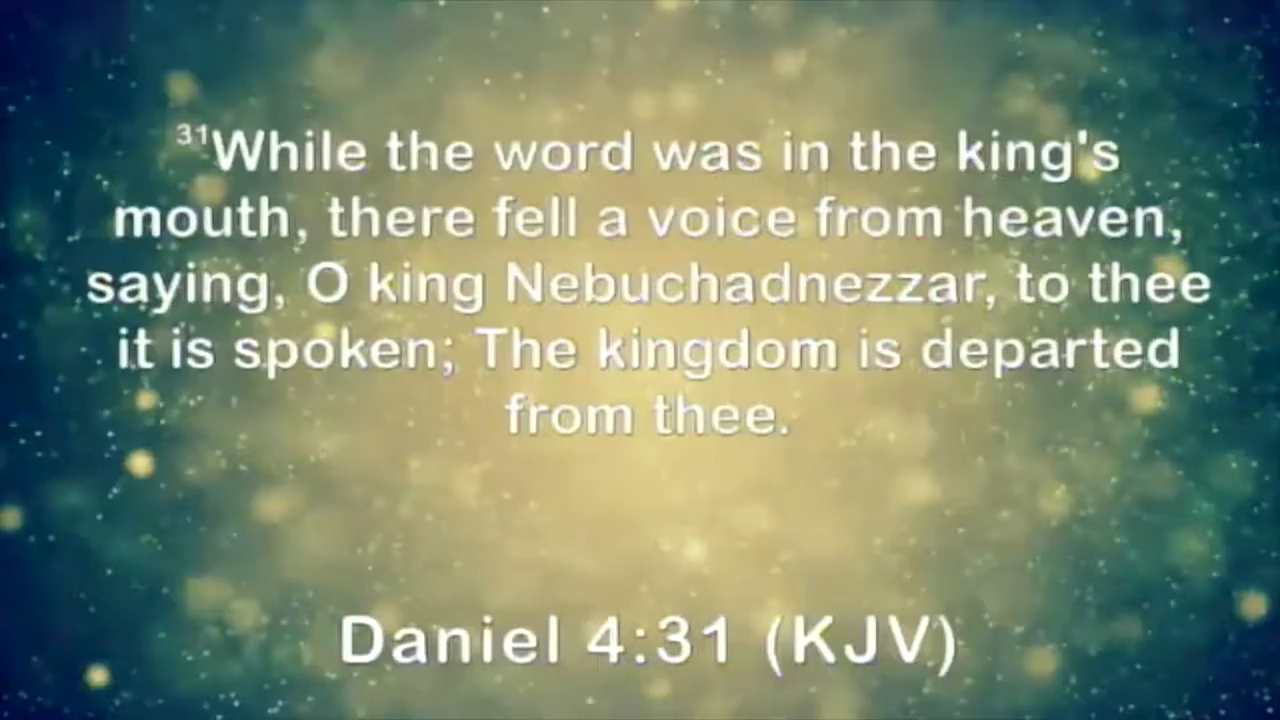 31While the word was in the king's
mouth, there fell a voice from heaven,
saying, O king Nebuchadnezzar, to thee
it is spoken; The kingdom is departed
from thee.
Daniel 4:31 (KJV)